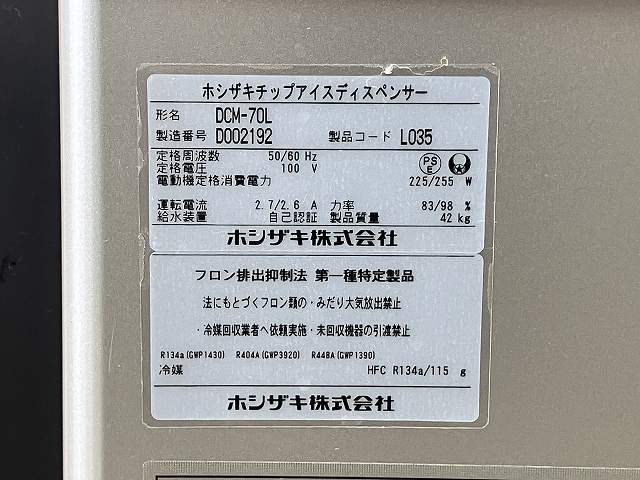 ホシザキチップアイスディスペンサー
形名 DCM-70L
製造番号 D002192 製品コード L035
定格周波数 50/60 Hz
定格電圧 100 V
電動機定格消費電力 225/255 W
PSE
運転電流 2.7/2.6 A 力率 83/98 %
給水装置 自己認証 製品質量 42 kg
ホシザキ株式会社
フロン排出抑制法 第一種特定製品
法にもとづくフロン類の・みだり大気放出禁止
・冷媒回収業者へ依頼実施・未回収機器の引渡禁止
R134a(GWP1430) R404A(GWP3920) R448A(GWP1390)
冷媒 HFC R134a/115 g
ホシザキ株式会社